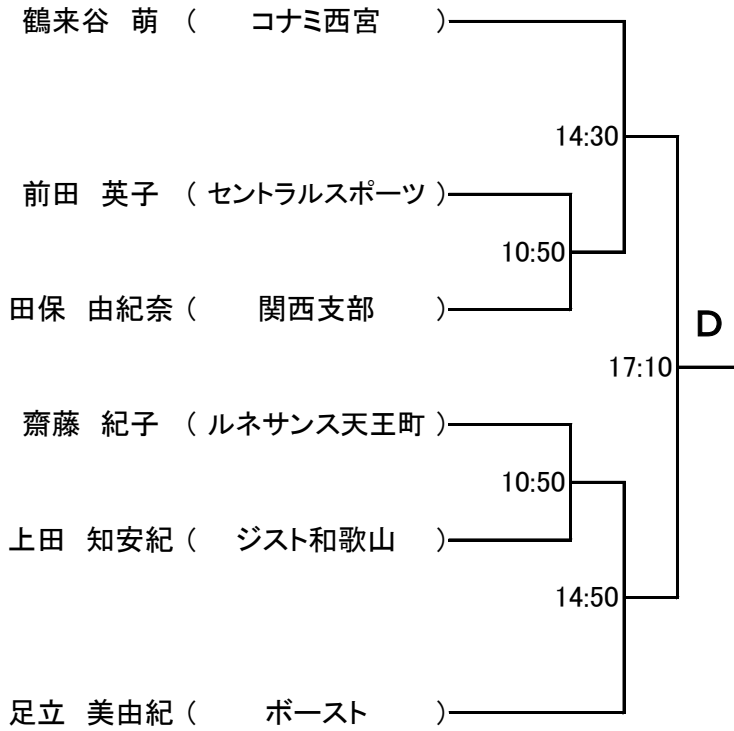 鶴来谷 萌 ( コナミ西宮 )
14:30
前田 英子 ( セントラルスポーツ )
10:50
田保 由紀奈 ( 関西支部 )
D
17:10
齋藤 紀子 ( ルネサンス天王町 )
10:50
上田 知安紀 ( ジスト和歌山 )
14:50
足立 美由紀 ( ボースト )